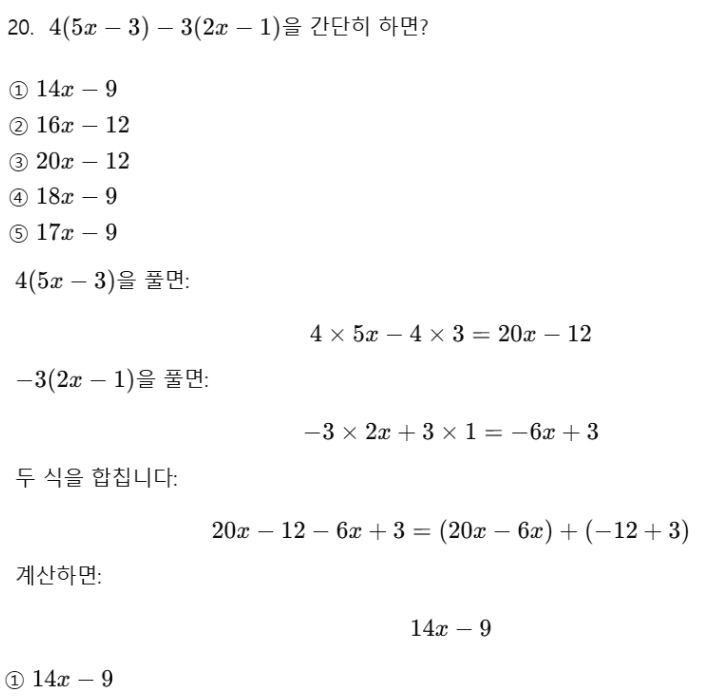 20. 4(5x − 3) − 3(2x − 1)을 간단히 하면?
① 14x − 9
② 16x − 12
③ 20x − 12
④ 18x − 9
⑤ 17x − 9
4(5x − 3)을 풀면:
4 × 5x − 4 × 3 = 20x − 12
−3(2x − 1)을 풀면:
−3 × 2x + 3 × 1 = −6x + 3
두 식을 합칩니다:
20x − 12 − 6x + 3 = (20x − 6x) + (−12 + 3)
계산하면:
14x − 9
① 14x − 9